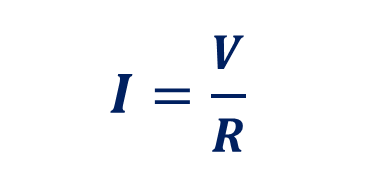 I = V/R